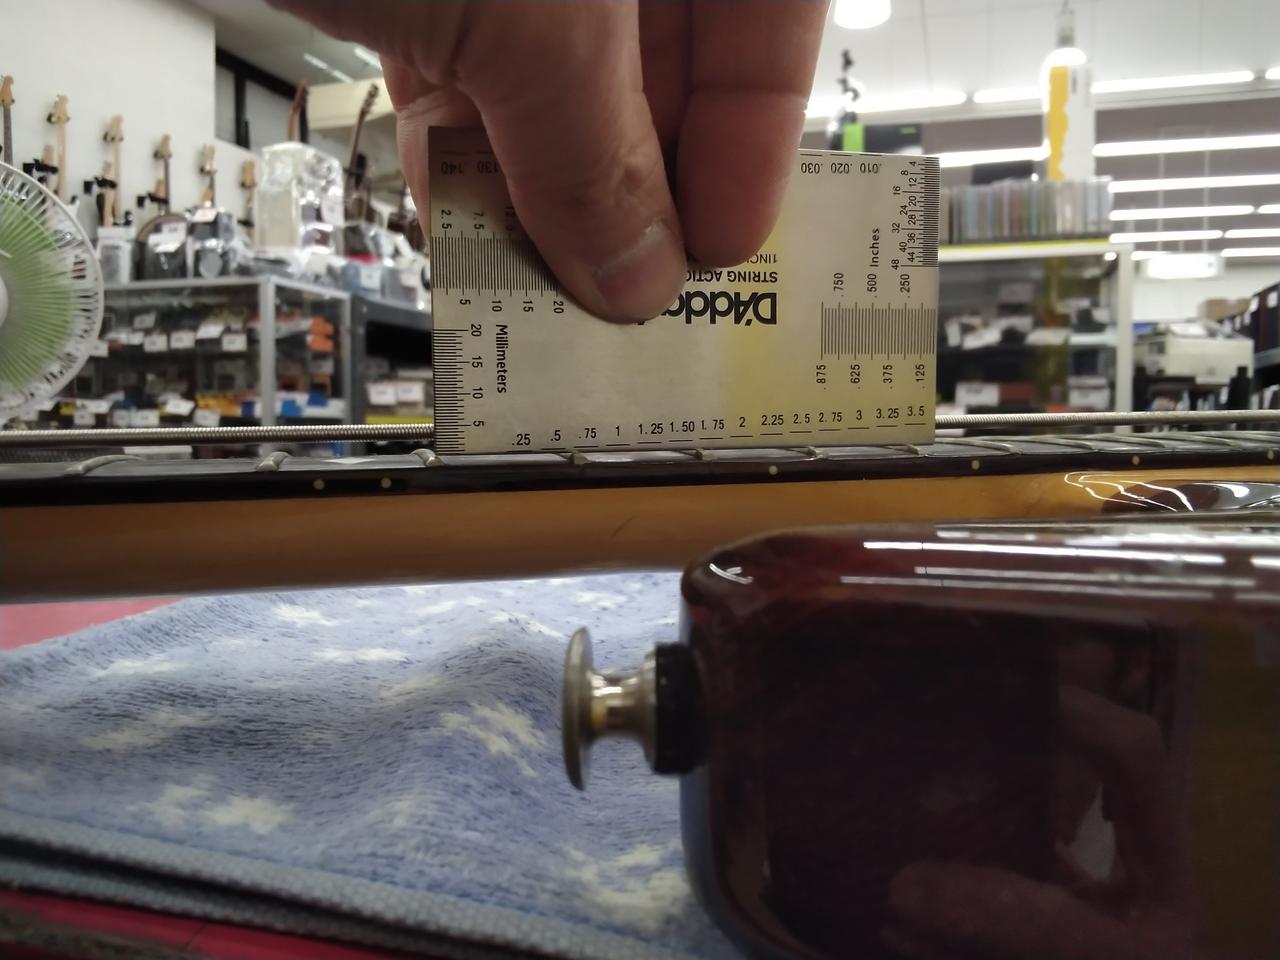 .140 .130
.030 .020 .010
2.5 7.5
4 8 12 16 20 24 28 32 36 40 44 48
Inches
STRING ACTIO
D'Adda
.750 .500 .250
5 10 15 20
Millimeters
20 15 10 5
.875 .625 .375 .125
.25 .5 .75 1 1.25 1.50 1.75 2 2.25 2.5 2.75 3 3.25 3.5